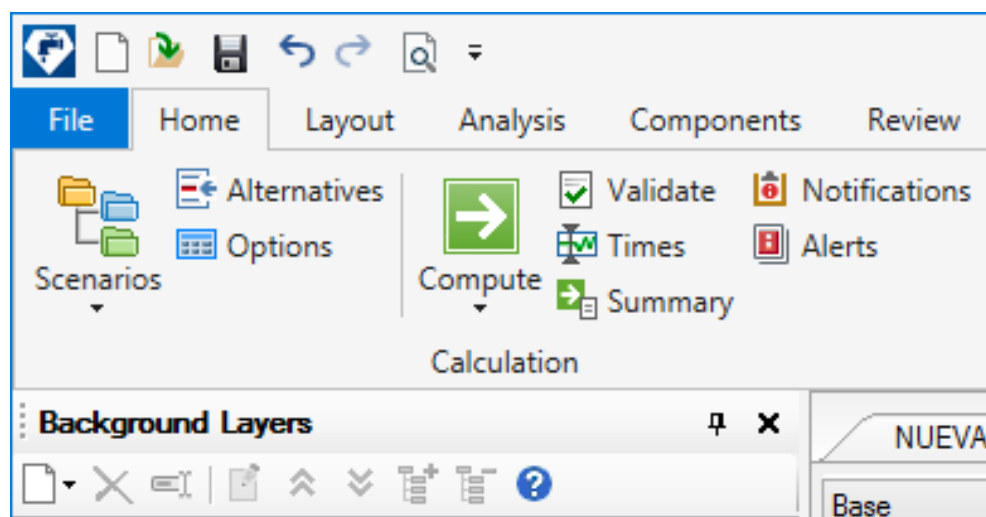 File Home Layout Analysis Components Review
Alternatives Validate Notifications
Options Times Alerts
Scenarios Compute Summary
Calculation
Background Layers
NUEVA
Base